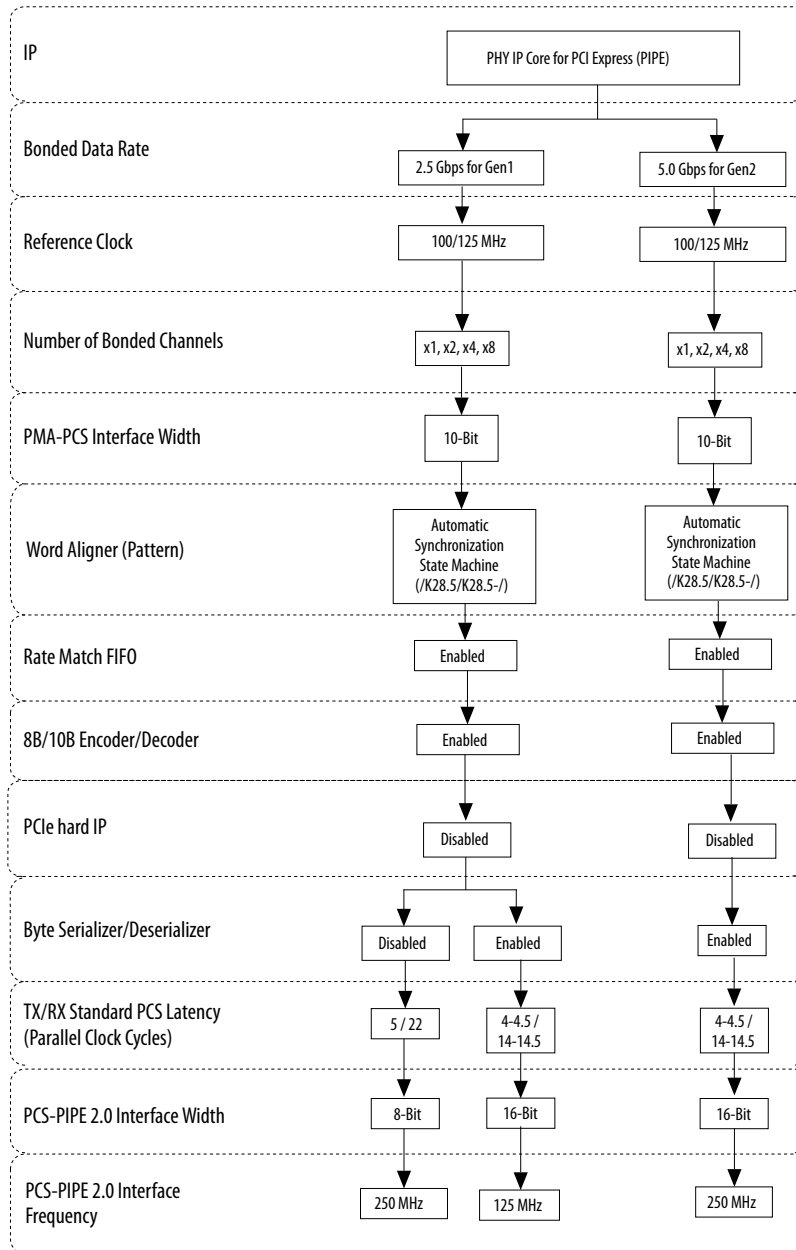 IP
PHY IP Core for PCI Express (PIPE)
Bonded Data Rate
2.5 Gbps for Gen1
5.0 Gbps for Gen2
Reference Clock
100/125 MHz
100/125 MHz
Number of Bonded Channels
x1, x2, x4, x8
x1, x2, x4, x8
PMA-PCS Interface Width
10-Bit
10-Bit
Word Aligner (Pattern)
Automatic
Synchronization
State Machine
(/K28.5/K28.5-/)
Automatic
Synchronization
State Machine
(/K28.5/K28.5-/)
Rate Match FIFO
Enabled
Enabled
8B/10B Encoder/Decoder
Enabled
Enabled
PCIe hard IP
Disabled
Disabled
Byte Serializer/Deserializer
Disabled
Enabled
Enabled
TX/RX Standard PCS Latency
(Parallel Clock Cycles)
5 / 22
4-4.5 /
14-14.5
4-4.5 /
14-14.5
PCS-PIPE 2.0 Interface Width
8-Bit
16-Bit
16-Bit
PCS-PIPE 2.0 Interface
Frequency
250 MHz
125 MHz
250 MHz